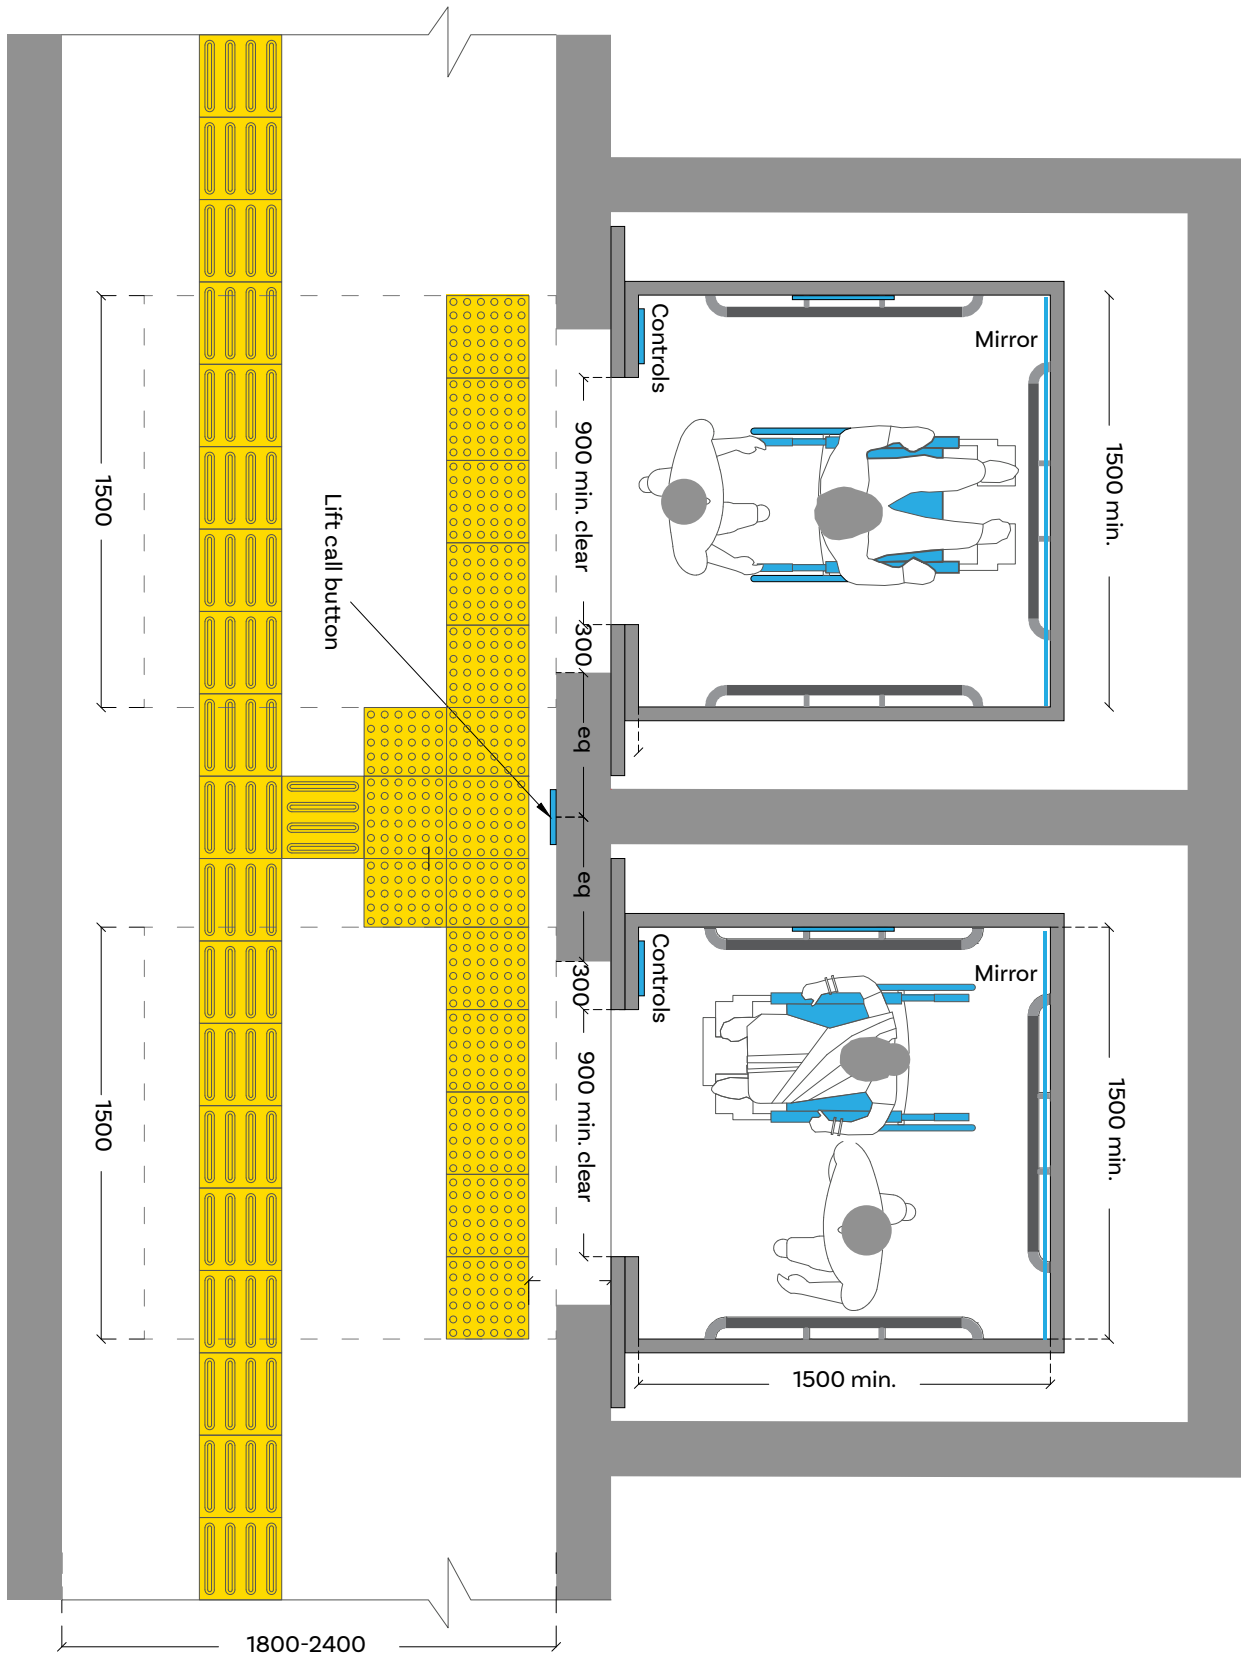 Controls
Mirror
1500
900 min. clear
1500 min.
Lift call button
300
eq
eq
300
Controls
Mirror
1500
900 min. clear
1500 min.
1500 min.
1800-2400